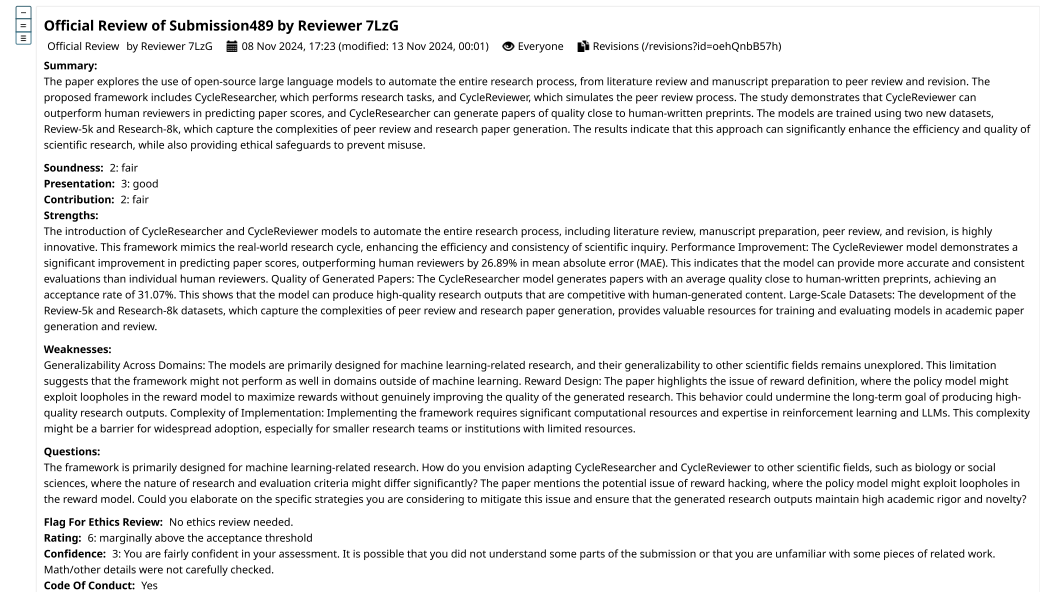 Official Review of Submission489 by Reviewer 7LzG
Official Review by Reviewer 7LzG 08 Nov 2024, 17:23 (modified: 13 Nov 2024, 00:01) Everyone Revisions (/revisions?id=oehQnbB57h)
Summary:
The paper explores the use of open-source large language models to automate the entire research process, from literature review and manuscript preparation to peer review and revision. The
proposed framework includes CycleResearcher, which performs research tasks, and CycleReviewer, which simulates the peer review process. The study demonstrates that CycleReviewer can
outperform human reviewers in predicting paper scores, and CycleResearcher can generate papers of quality close to human-written preprints. The models are trained using two new datasets,
Review-5k and Research-8k, which capture the complexities of peer review and research paper generation. The results indicate that this approach can significantly enhance the efficiency and quality of
scientific research, while also providing ethical safeguards to prevent misuse.
Soundness: 2: fair
Presentation: 3: good
Contribution: 2: fair
Strengths:
The introduction of CycleResearcher and CycleReviewer models to automate the entire research process, including literature review, manuscript preparation, peer review, and revision, is highly
innovative. This framework mimics the real-world research cycle, enhancing the efficiency and consistency of scientific inquiry. Performance Improvement: The CycleReviewer model demonstrates a
significant improvement in predicting paper scores, outperforming human reviewers by 26.89% in mean absolute error (MAE). This indicates that the model can provide more accurate and consistent
evaluations than individual human reviewers. Quality of Generated Papers: The CycleResearcher model generates papers with an average quality close to human-written preprints, achieving an
acceptance rate of 31.07%. This shows that the model can produce high-quality research outputs that are competitive with human-generated content. Large-Scale Datasets: The development of the
Review-5k and Research-8k datasets, which capture the complexities of peer review and research paper generation, provides valuable resources for training and evaluating models in academic paper
generation and review.
Weaknesses:
Generalizability Across Domains: The models are primarily designed for machine learning-related research, and their generalizability to other scientific fields remains unexplored. This limitation
suggests that the framework might not perform as well in domains outside of machine learning. Reward Design: The paper highlights the issue of reward definition, where the policy model might
exploit loopholes in the reward model to maximize rewards without genuinely improving the quality of the generated research. This behavior could undermine the long-term goal of producing high-
quality research outputs. Complexity of Implementation: Implementing the framework requires significant computational resources and expertise in reinforcement learning and LLMs. This complexity
might be a barrier for widespread adoption, especially for smaller research teams or institutions with limited resources.
Questions:
The framework is primarily designed for machine learning-related research. How do you envision adapting CycleResearcher and CycleReviewer to other scientific fields, such as biology or social
sciences, where the nature of research and evaluation criteria might differ significantly? The paper mentions the potential issue of reward hacking, where the policy model might exploit loopholes in
the reward model. Could you elaborate on the specific strategies you are considering to mitigate this issue and ensure that the generated research outputs maintain high academic rigor and novelty?
Flag For Ethics Review: No ethics review needed.
Rating: 6: marginally above the acceptance threshold
Confidence: 3: You are fairly confident in your assessment. It is possible that you did not understand some parts of the submission or that you are unfamiliar with some pieces of related work.
Math/other details were not carefully checked.
Code Of Conduct: Yes